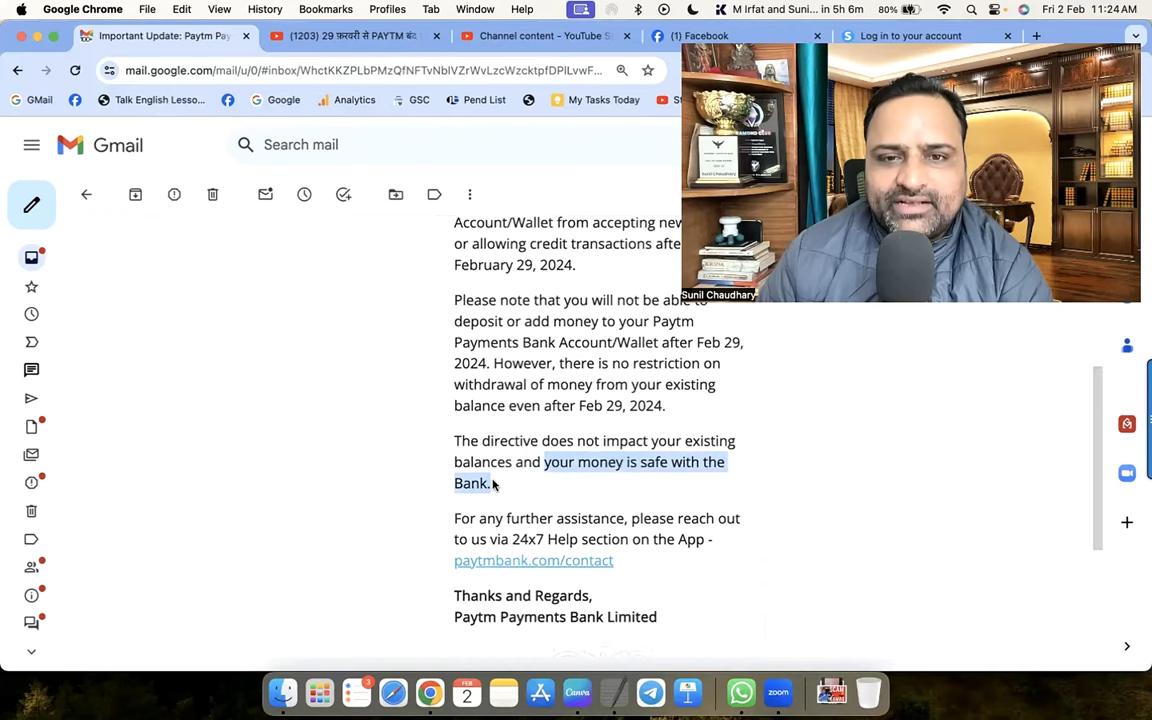 Google Chrome File Edit View History Bookmarks Profiles Tab Window Help M Irfat and Suni... in 5h 6m 80% Fri 2 Feb 11:24AM
Important Update: Paytm Pay
(1203) 29 फ़रवरी से PAYTM बंद
Channel content - YouTube S
(1) Facebook
Log in to your account
mail.google.com/mail/u/0/#inbox/WhctKKZPLbPMzQfNFTvNblVZrWvLzcWzcktpfDPlLvwF...
GMail
Talk English Lesso...
Google
Analytics
GSC
Pend List
My Tasks Today
Gmail
Search mail
Account/Wallet from accepting new
or allowing credit transactions afte
February 29, 2024.
Please note that you will not be able to
deposit or add money to your Paytm
Payments Bank Account/Wallet after Feb 29,
2024. However, there is no restriction on
withdrawal of money from your existing
balance even after Feb 29, 2024.
The directive does not impact your existing
balances and your money is safe with the
Bank.
For any further assistance, please reach out
to us via 24x7 Help section on the App -
paytmbank.com/contact
Thanks and Regards,
Paytm Payments Bank Limited
Sunil Chaudhary
FEB
2
3
zoom